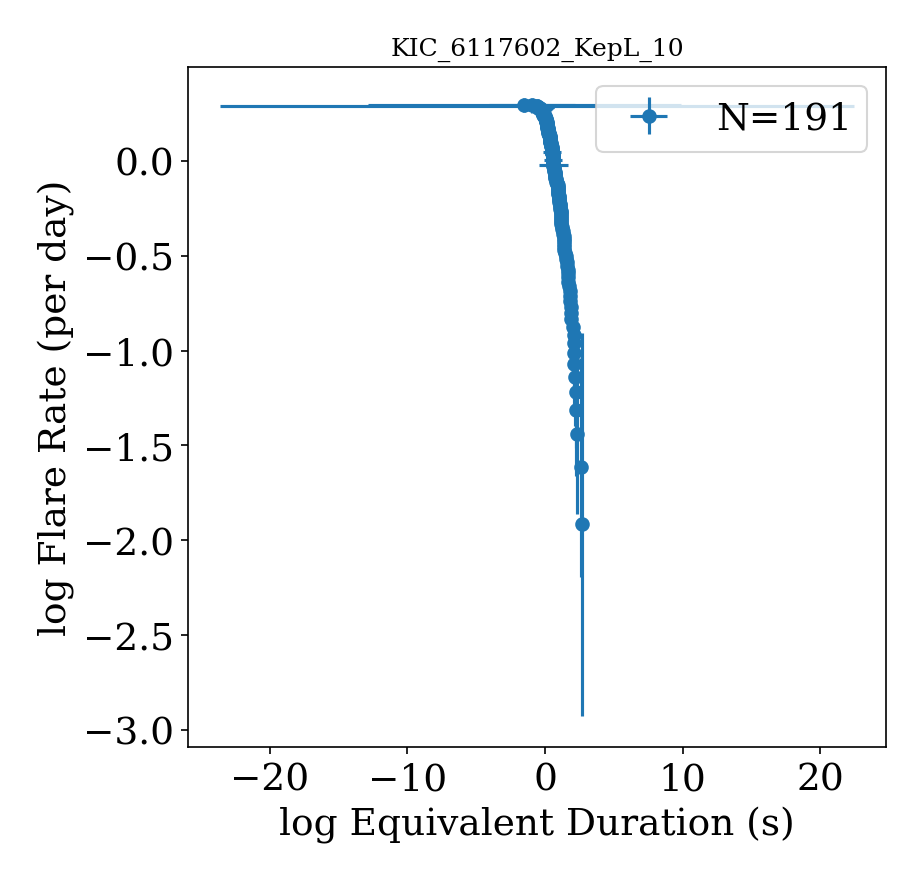 KIC_6117602_KepL_10
N=191
0.0
−0.5
−1.0
−1.5
−2.0
−2.5
−3.0
log Flare Rate (per day)
−20 −10 0 10 20
log Equivalent Duration (s)